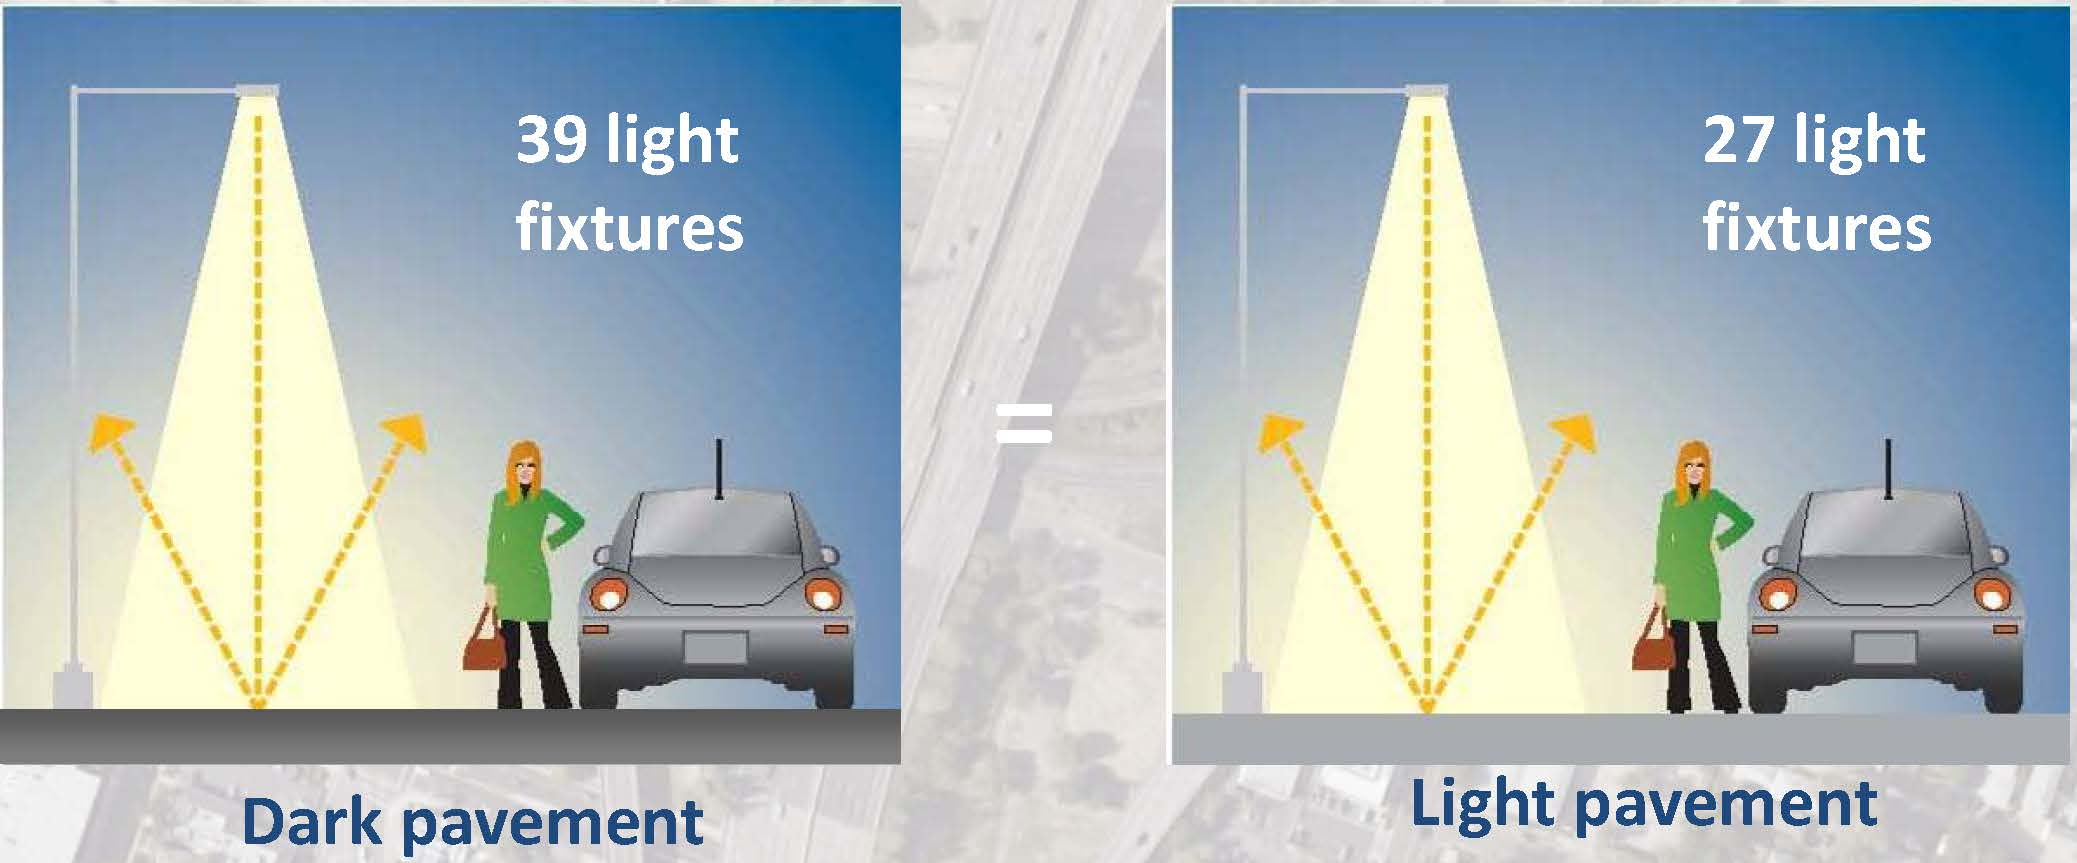 39 light
fixtures
=
27 light
fixtures
Dark pavement
Light pavement